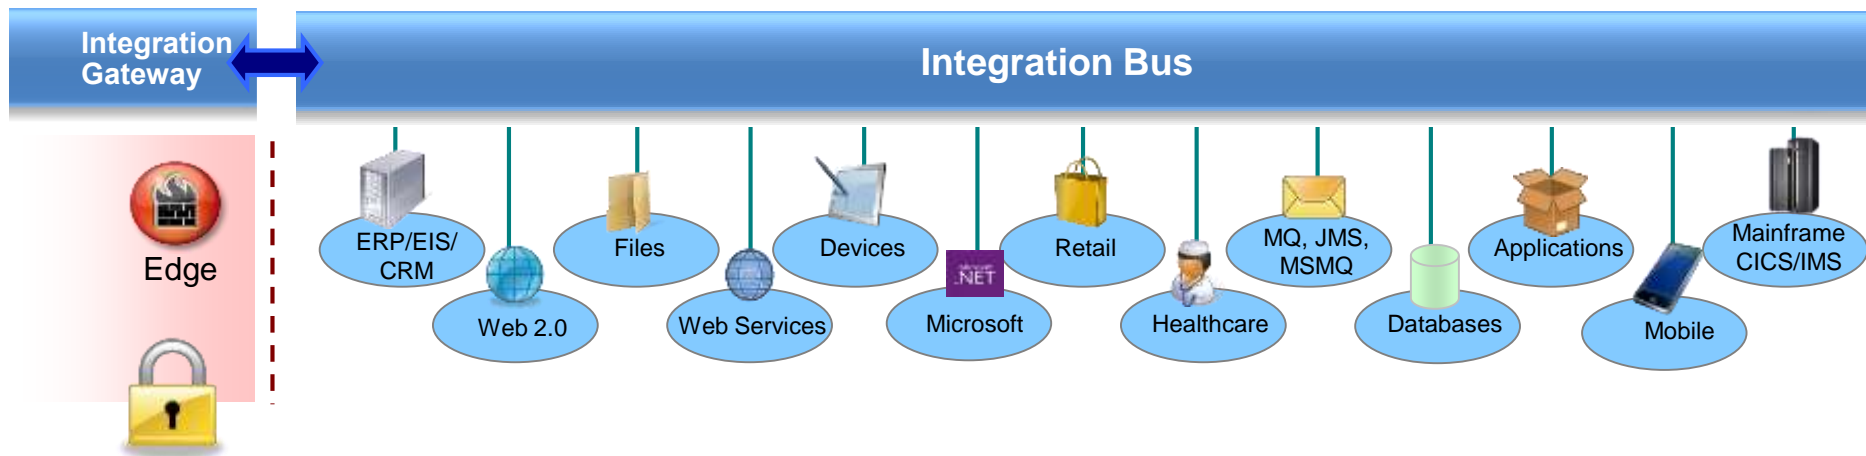 Integration
Gateway
Integration Bus
Edge
ERP/EIS/
CRM
Web 2.0
Files
Web Services
Devices
.NET
Microsoft
Retail
Healthcare
MQ, JMS,
MSMQ
Databases
Applications
Mobile
Mainframe
CICS/IMS